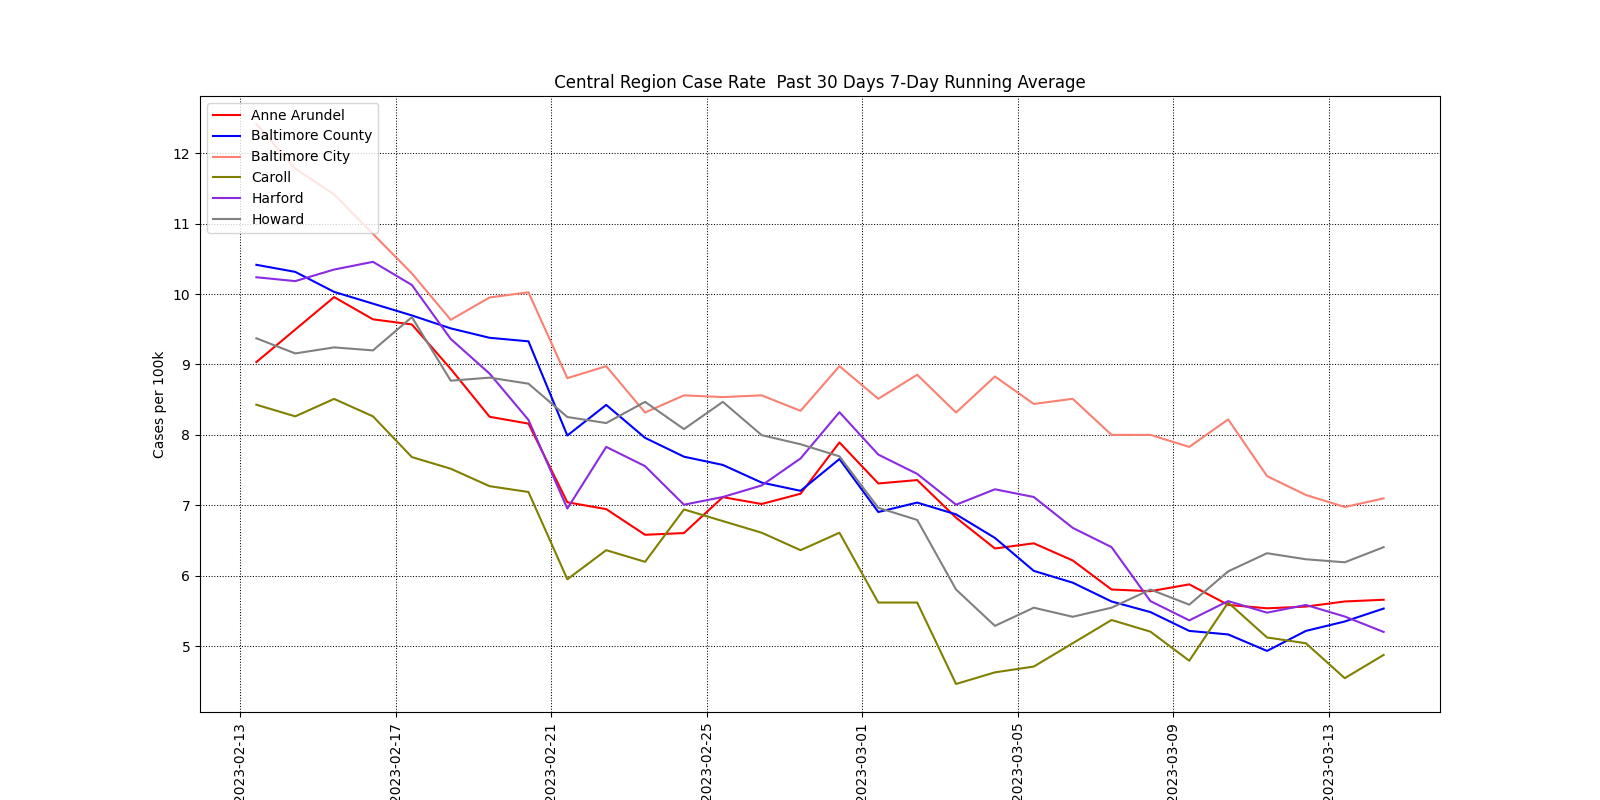 Central Region Case Rate  Past 30 Days 7-Day Running Average
Anne Arundel
Baltimore County
Baltimore City
Caroll
Harford
Howard
Cases per 100k
12
11
10
9
8
7
6
5
2023-02-13
2023-02-17
2023-02-21
2023-02-25
2023-03-01
2023-03-05
2023-03-09
2023-03-13